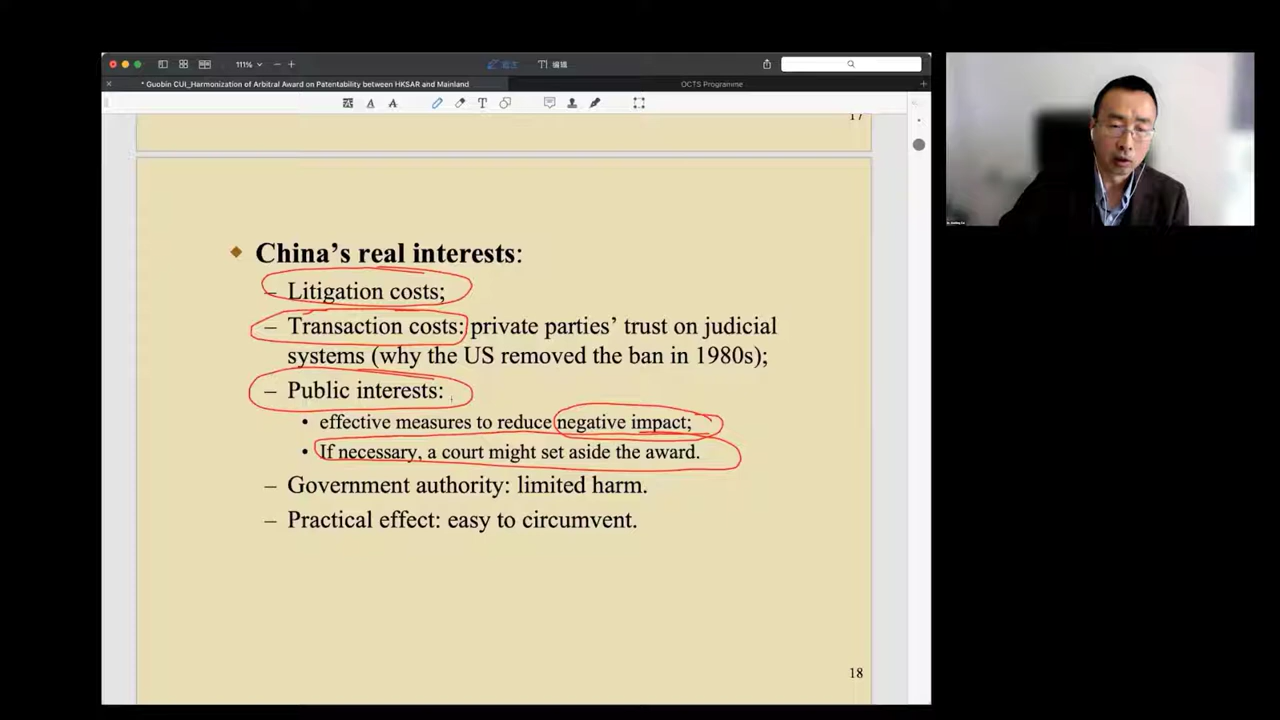 111%
编辑
* Guobin CUI_Harmonization of Arbitral Award on Patentability between HKSAR and Mainland
OCTS Programme
17
China’s real interests:
– Litigation costs;
– Transaction costs: private parties’ trust on judicial
systems (why the US removed the ban in 1980s);
– Public interests:
• effective measures to reduce negative impact;
• If necessary, a court might set aside the award.
– Government authority: limited harm.
– Practical effect: easy to circumvent.
18